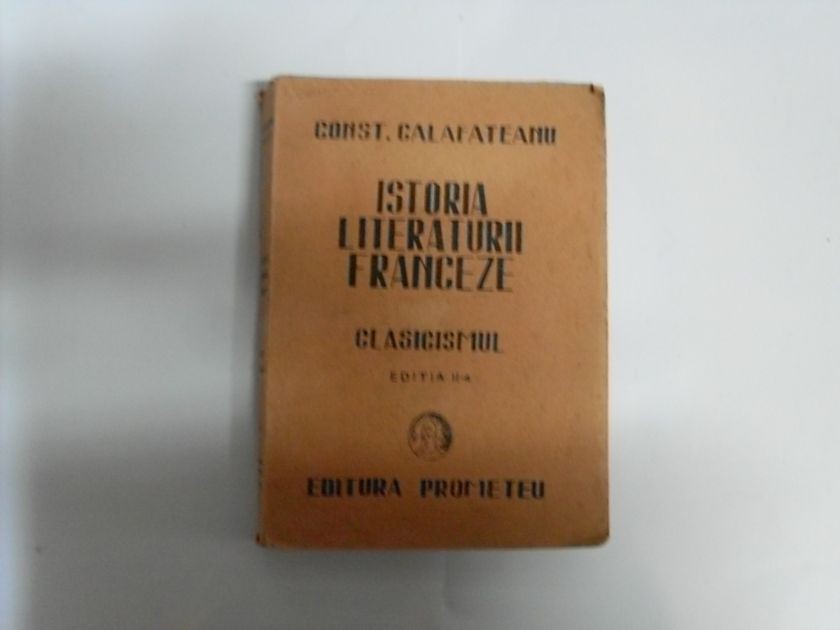 CONST. CALAFATEANU
ISTORIA
LITERATURII
FRANCEZE
CLASICISMUL
EDITIA II-a
EDITURA PROMETEU